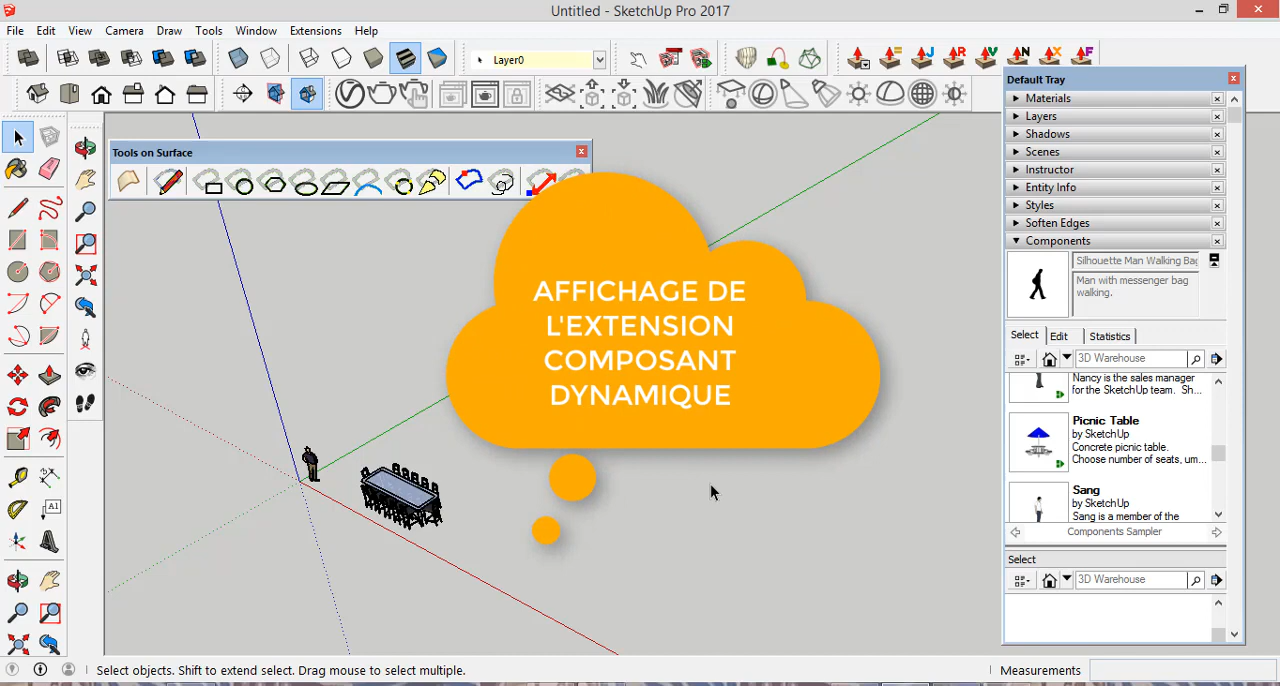 Untitled - SketchUp Pro 2017
File Edit View Camera Draw Tools Window Extensions Help
Layer0
Default Tray
Materials
Layers
Shadows
Scenes
Instructor
Entity Info
Styles
Soften Edges
Components
Silhouette Man Walking Bag
Man with messenger bag
walking.
Select Edit Statistics
3D Warehouse
Nancy is the sales manager
for the SketchUp team. Sh...
Picnic Table
by SketchUp
Concrete picnic table.
Choose number of seats, um...
Sang
by SketchUp
Sang is a member of the
Components Sampler
Select
3D Warehouse
Tools on Surface
AFFICHAGE DE
L'EXTENSION
COMPOSANT
DYNAMIQUE
A1
Select objects. Shift to extend select. Drag mouse to select multiple.
Measurements